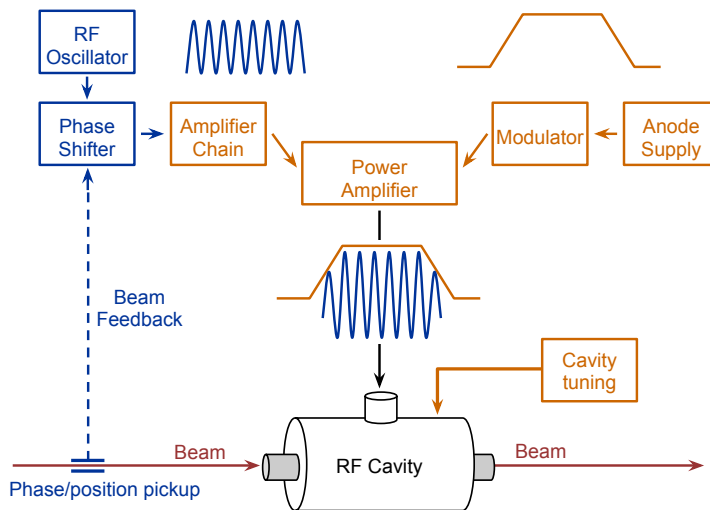 RF
Oscillator
Phase
Shifter
Amplifier
Chain
Power
Amplifier
Modulator
Anode
Supply
Beam
Feedback
Cavity
tuning
Beam
RF Cavity
Beam
Phase/position pickup